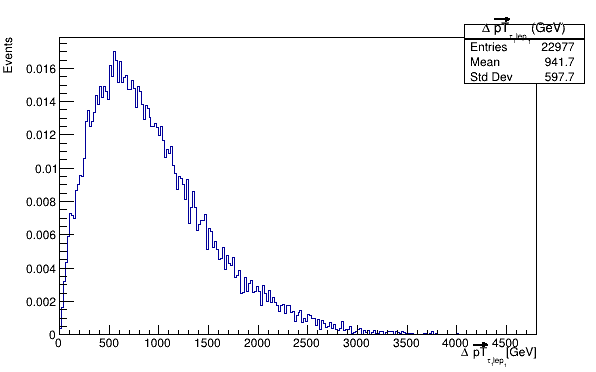 Δ pT τ₁lep₁ (GeV)
Entries 22977
Mean 941.7
Std Dev 597.7
Events
0.016
0.014
0.012
0.01
0.008
0.006
0.004
0.002
0
0 500 1000 1500 2000 2500 3000 3500 4000 4500
Δ pT τ₁lep₁ [GeV]